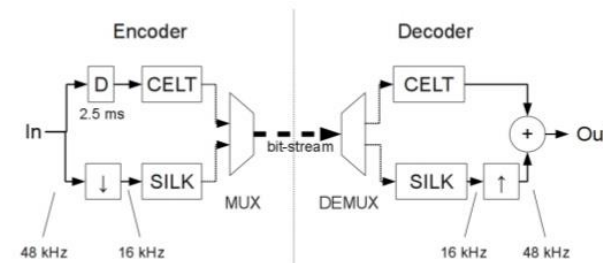 Encoder
Decoder
D
CELT
CELT
2.5 ms
In
bit-stream
+
Ou
↓
SILK
MUX
DEMUX
SILK
↑
48 kHz
16 kHz
16 kHz
48 kHz